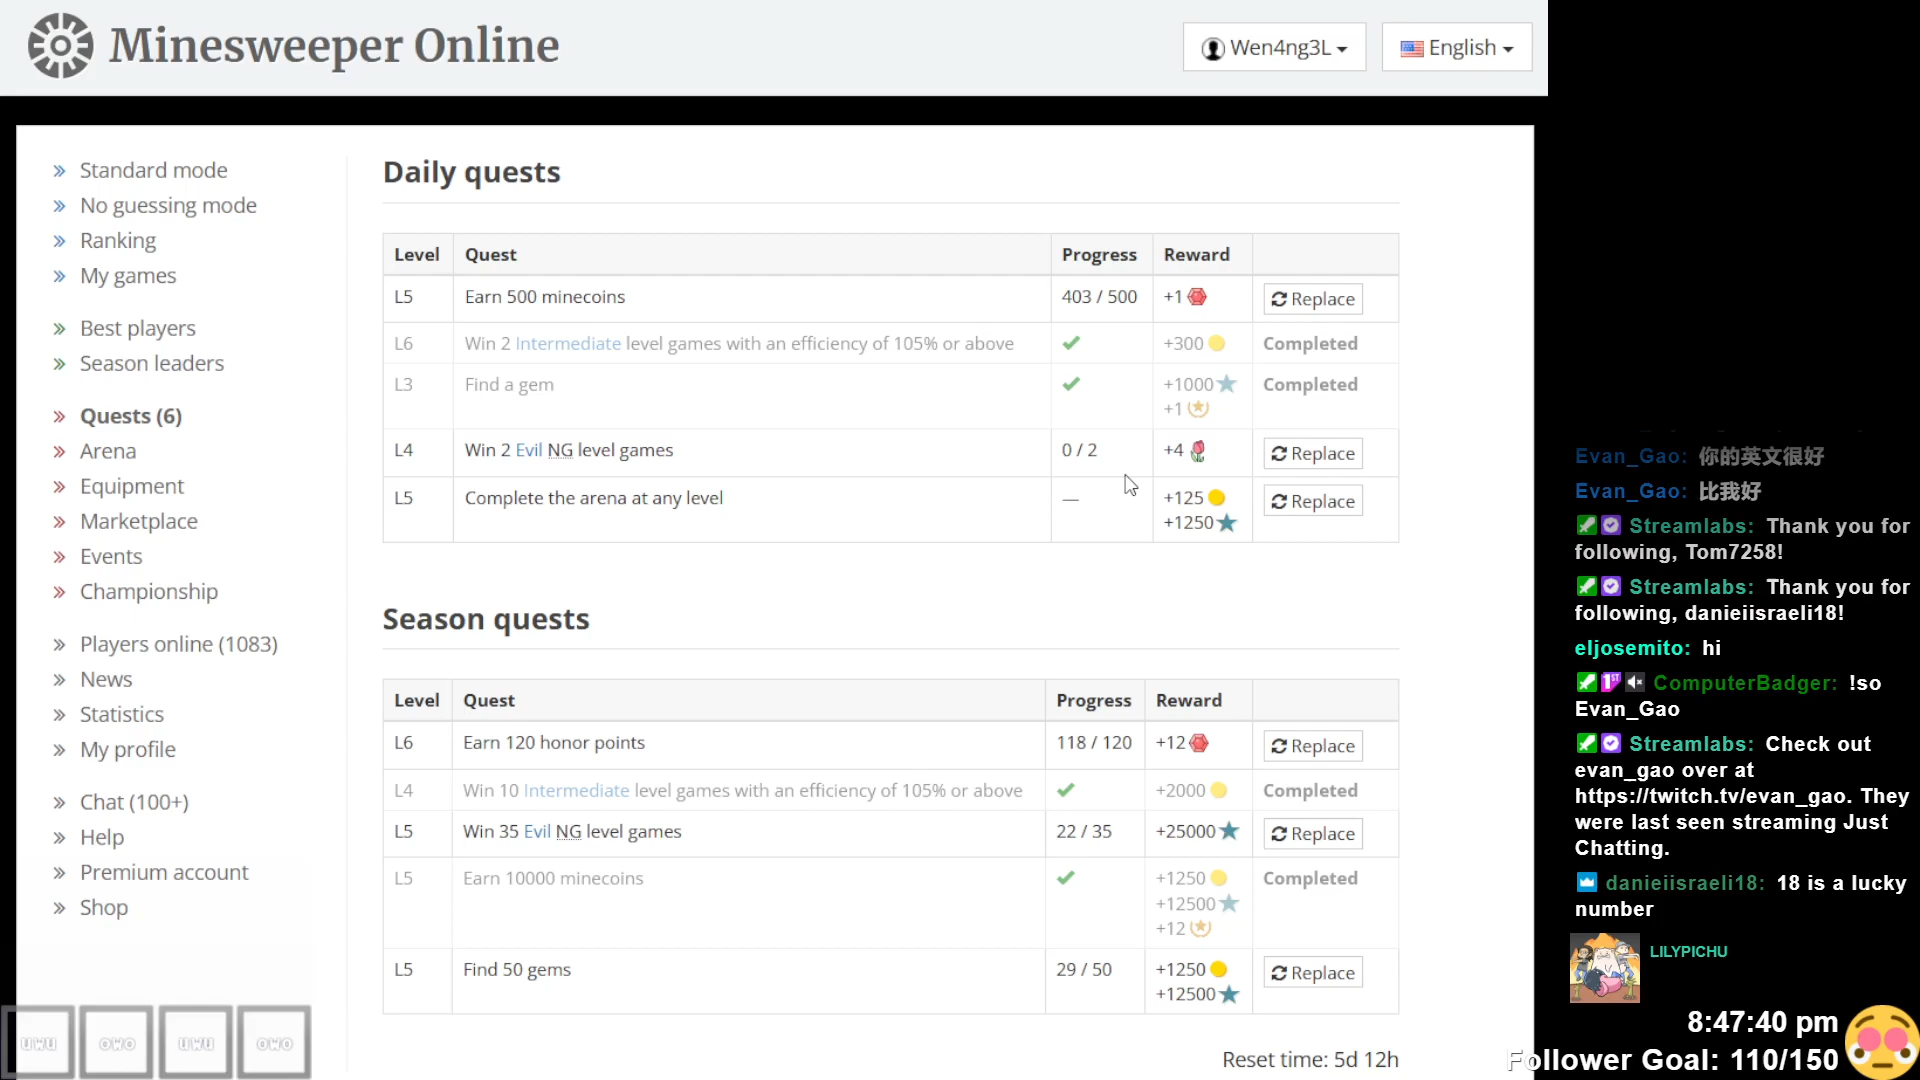 Minesweeper Online
Wen4ng3L
English
Standard mode
No guessing mode
Ranking
My games
Best players
Season leaders
Quests (6)
Arena
Equipment
Marketplace
Events
Championship
Players online (1083)
News
Statistics
My profile
Chat (100+)
Help
Premium account
Shop
UWU OWO UWU OWO
Daily quests
Level Quest Progress Reward
L5 Earn 500 minecoins 403 / 500 +1 Replace
L6 Win 2 Intermediate level games with an efficiency of 105% or above +300 Completed
L3 Find a gem +1000 Completed
+1
L4 Win 2 Evil NG level games 0 / 2 +4 Replace
L5 Complete the arena at any level — +125 Replace
+1250
Season quests
Level Quest Progress Reward
L6 Earn 120 honor points 118 / 120 +12 Replace
L4 Win 10 Intermediate level games with an efficiency of 105% or above +2000 Completed
L5 Win 35 Evil NG level games 22 / 35 +25000 Replace
L5 Earn 10000 minecoins +1250 Completed
+12500
+12
L5 Find 50 gems 29 / 50 +1250 Replace
+12500
Reset time: 5d 12h
Evan_Gao: 你的英文很好
Evan_Gao: 比我好
Streamlabs: Thank you for
following, Tom7258!
Streamlabs: Thank you for
following, danieiisraeli18!
eljosemito: hi
1ST ComputerBadger: !so
Evan_Gao
Streamlabs: Check out
evan_gao over at
https://twitch.tv/evan_gao. They
were last seen streaming Just
Chatting.
danieiisraeli18: 18 is a lucky
number
LILYPICHU
8:47:40 pm
Follower Goal: 110/150